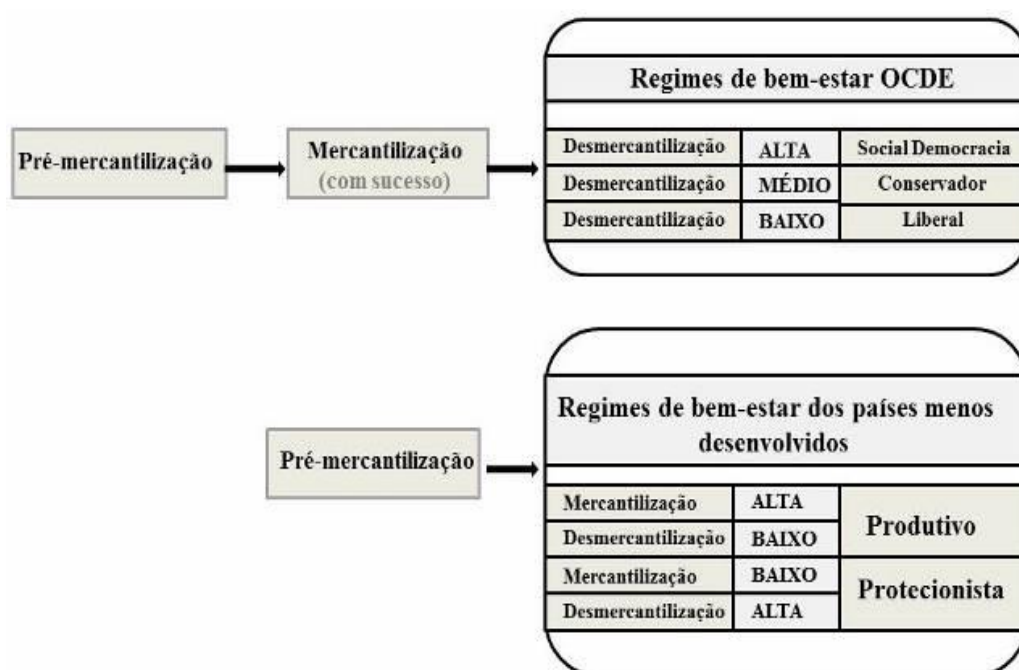 Regimes de bem-estar OCDE
Pré-mercantilização
Mercantilização
(com sucesso)
Desmercantilização ALTA Social Democracia
Desmercantilização MÉDIO Conservador
Desmercantilização BAIXO Liberal
Regimes de bem-estar dos países menos
desenvolvidos
Pré-mercantilização
Mercantilização ALTA
Desmercantilização BAIXO
Produtivo
Mercantilização BAIXO
Desmercantilização ALTA
Protecionista